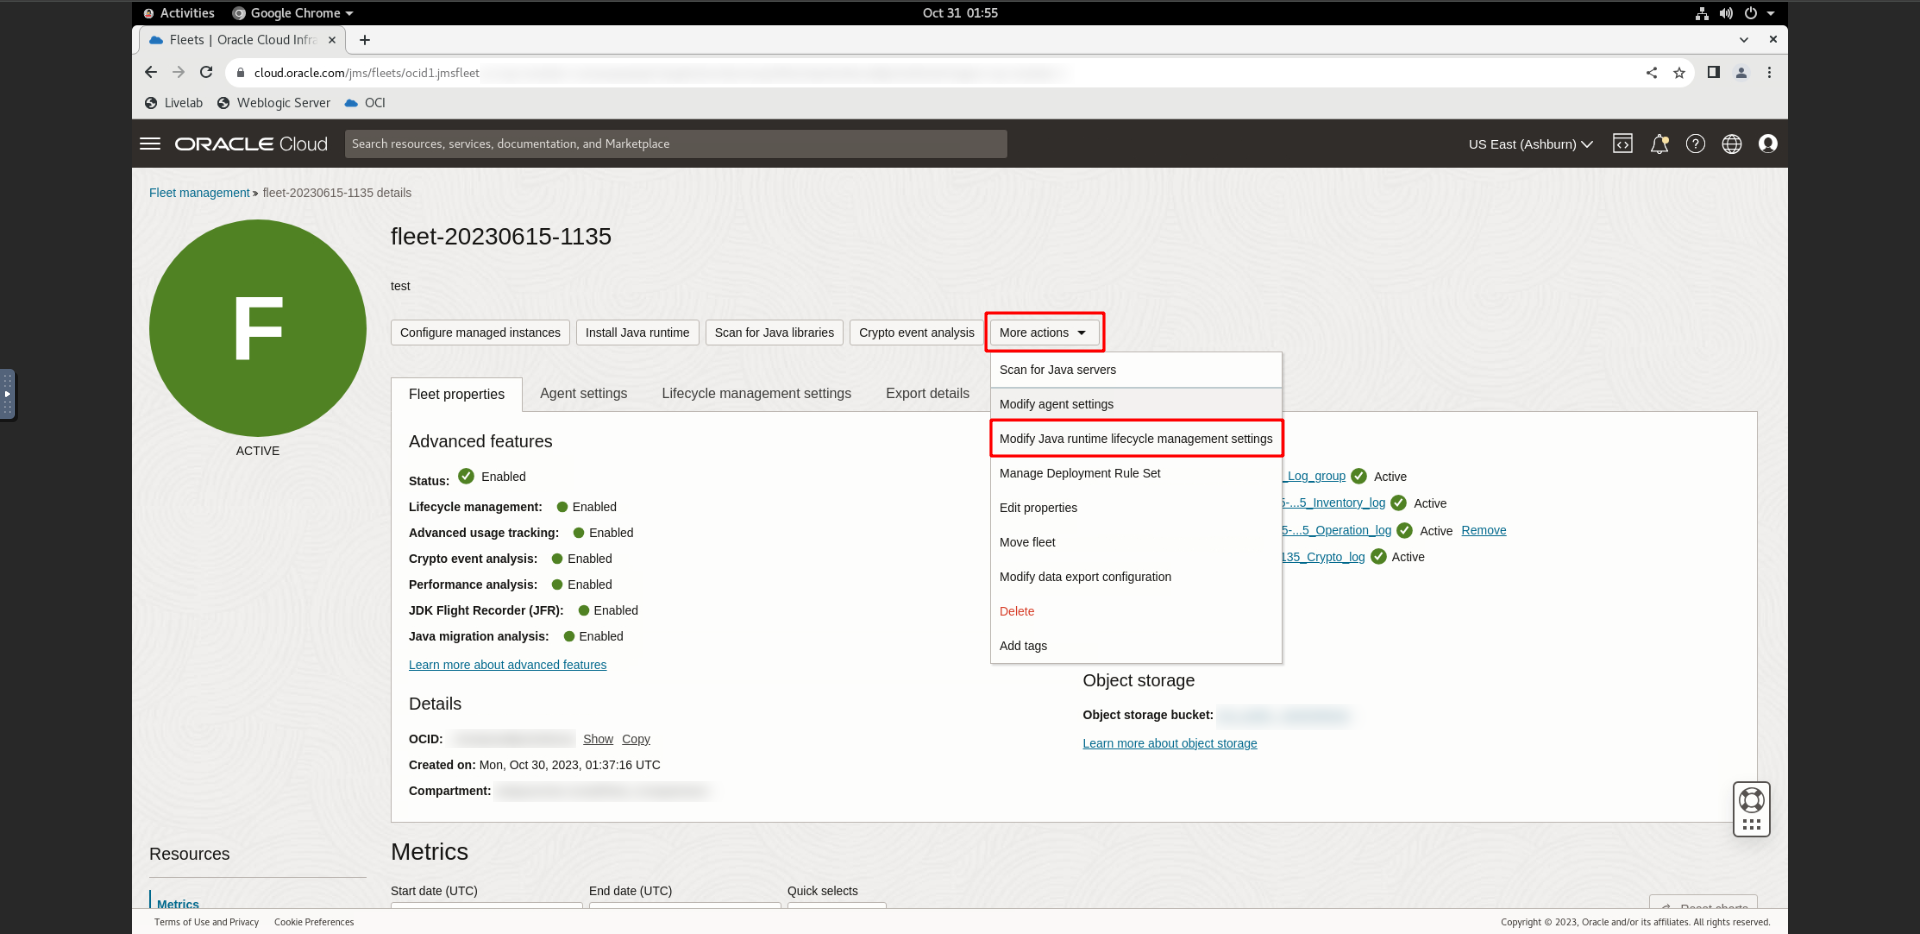 Activities Google Chrome Oct 31 01:55
Fleets | Oracle Cloud Infra
cloud.oracle.com/jms/fleets/ocid1.jmsfleet
Livelab Weblogic Server OCI
ORACLE Cloud Search resources, services, documentation, and Marketplace US East (Ashburn)
Fleet management » fleet-20230615-1135 details
F
ACTIVE
fleet-20230615-1135
test
Configure managed instances Install Java runtime Scan for Java libraries Crypto event analysis More actions
Scan for Java servers
Modify agent settings
Modify Java runtime lifecycle management settings
Manage Deployment Rule Set
Edit properties
Move fleet
Modify data export configuration
Delete
Add tags
Fleet properties Agent settings Lifecycle management settings Export details
Advanced features
Status: Enabled
Lifecycle management: Enabled
Advanced usage tracking: Enabled
Crypto event analysis: Enabled
Performance analysis: Enabled
JDK Flight Recorder (JFR): Enabled
Java migration analysis: Enabled
Learn more about advanced features
_Log_group Active
5-...5_Inventory_log Active
5-...5_Operation_log Active Remove
135_Crypto_log Active
Details
OCID: Show Copy
Created on: Mon, Oct 30, 2023, 01:37:16 UTC
Compartment:
Object storage
Object storage bucket:
Learn more about object storage
Resources
Metrics
Metrics
Start date (UTC) End date (UTC) Quick selects
Reset charts
Terms of Use and Privacy Cookie Preferences Copyright © 2023, Oracle and/or its affiliates. All rights reserved.